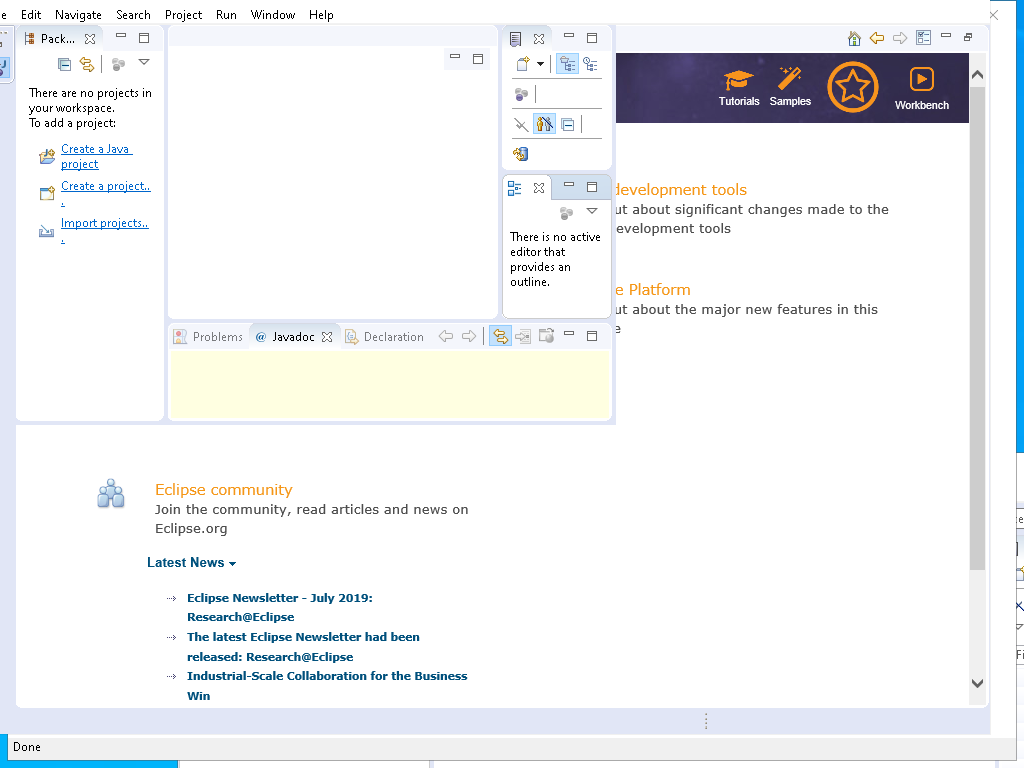 e Edit Navigate Search Project Run Window Help
Pack...
There are no projects in
your workspace.
To add a project:
Create a Java
project
Create a project..
.
Import projects..
.
There is no active
editor that
provides an
outline.
Problems @ Javadoc Declaration
Tutorials Samples Workbench
development tools
ut about significant changes made to the
evelopment tools
e Platform
ut about the major new features in this
e
Eclipse community
Join the community, read articles and news on
Eclipse.org
Latest News
Eclipse Newsletter - July 2019:
Research@Eclipse
The latest Eclipse Newsletter had been
released: Research@Eclipse
Industrial-Scale Collaboration for the Business
Win
Fi
Done